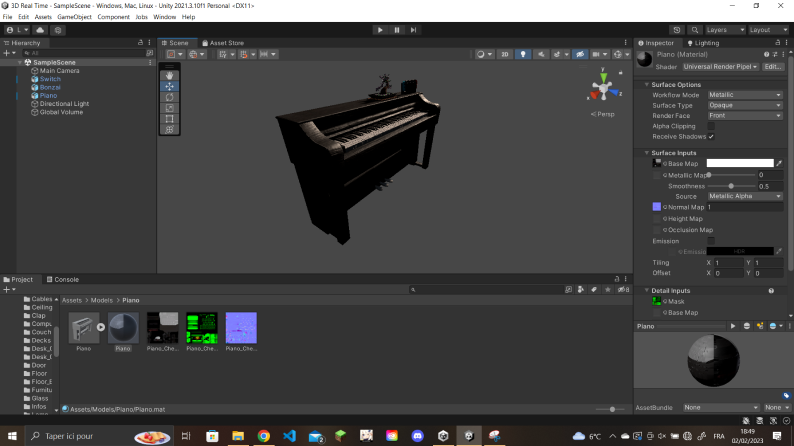 3D Real Time - SampleScene - Windows, Mac, Linux - Unity 2021.3.10f1 Personal <DX11>
File Edit Assets GameObject Component Jobs Window Help
L
Layers
Layout
Hierarchy
All
SampleScene
Main Camera
Switch
Bonzai
Piano
Directional Light
Global Volume
Scene
Asset Store
2D
y
x
z
Persp
Inspector
Lighting
Piano (Material)
Shader Universal Render Pipel
Edit...
Surface Options
Workflow Mode Metallic
Surface Type Opaque
Render Face Front
Alpha Clipping
Receive Shadows
Surface Inputs
Base Map
Metallic Map 0
Smoothness 0.5
Source Metallic Alpha
Normal Map 1
Height Map
Occlusion Map
Emission
HDR
Tiling X 1 Y 1
Offset X 0 Y 0
Detail Inputs
Mask
Base Map
Piano
AssetBundle None None
Project
Console
8
Cables
Ceiling
Clap
Compu
Couch
Decks
Desk_(
Desk_(
Door
Floor
Floor_E
Furnitu
Glass
Infos
Assets > Models > Piano
Piano
Piano
Piano_Che...
Piano_Che...
Piano_Che...
Assets/Models/Piano/Piano.mat
Taper ici pour
6°C
FRA
18:49
02/02/2023